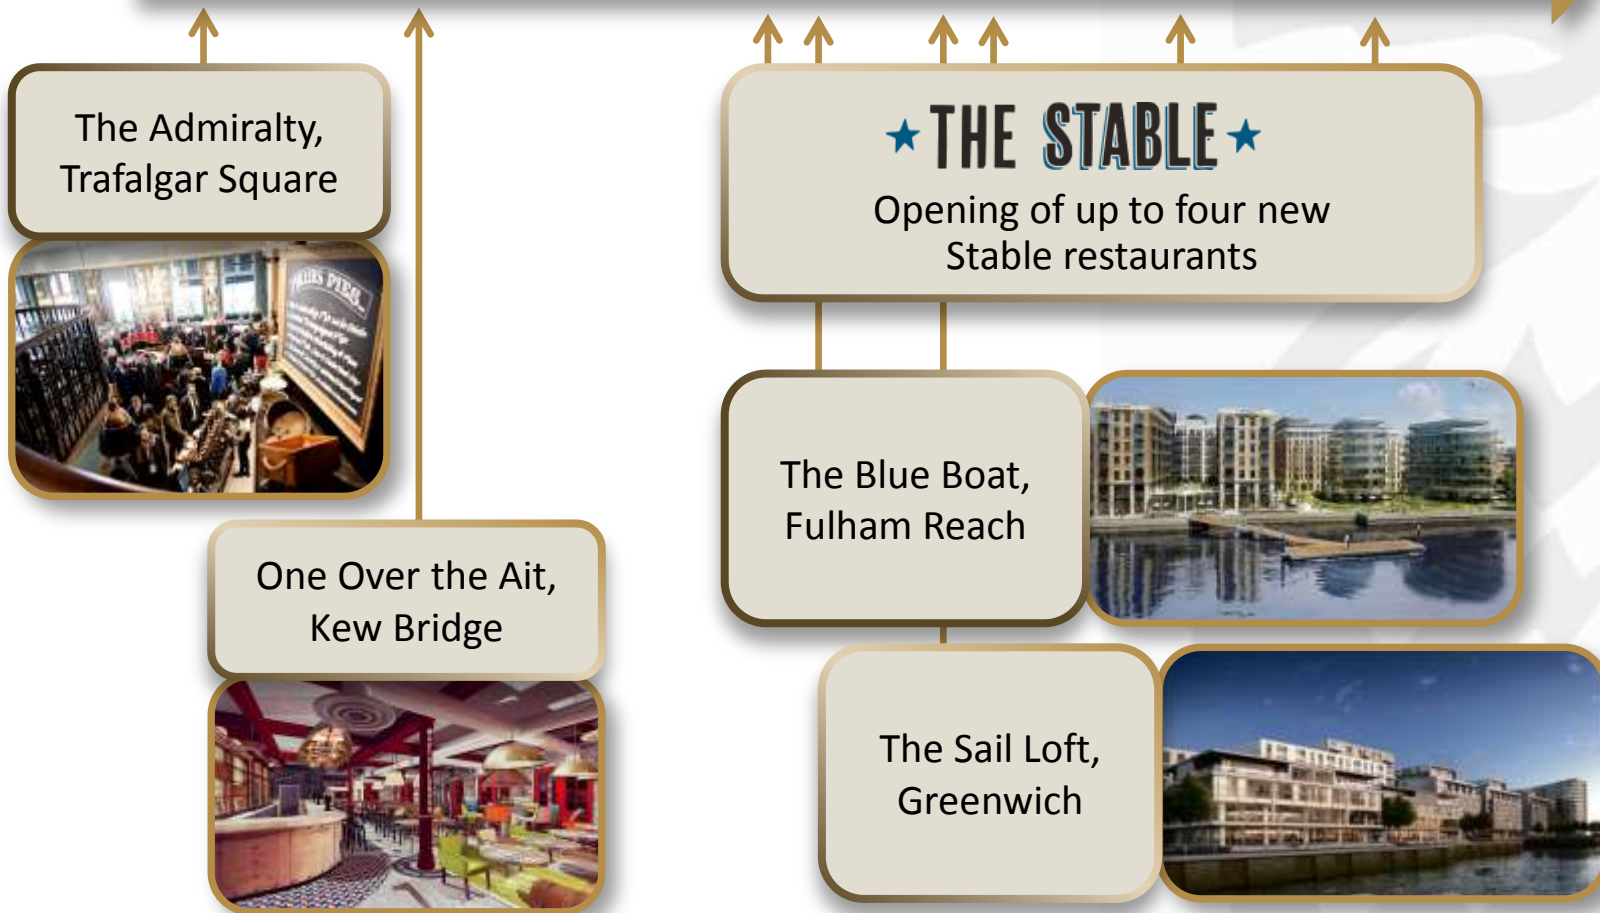 The Admiralty,
Trafalgar Square
THE STABLE
Opening of up to four new
Stable restaurants
The Blue Boat,
Fulham Reach
One Over the Ait,
Kew Bridge
The Sail Loft,
Greenwich